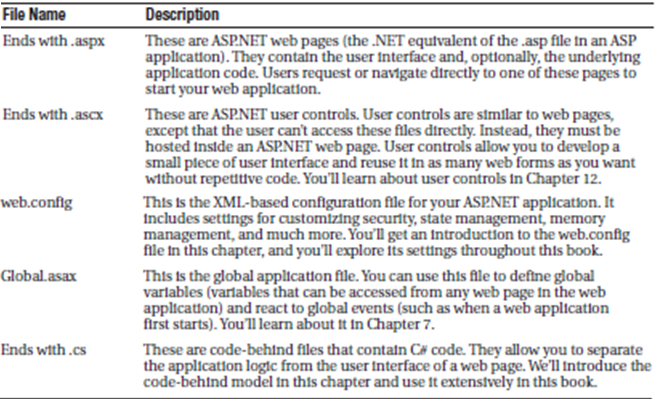 File Name Description
Ends with .aspx These are ASP.NET web pages (the .NET equivalent of the .asp file in an ASP
application). They contain the user interface and, optionally, the underlying
application code. Users request or navigate directly to one of these pages to
start your web application.
Ends with .ascx These are ASP.NET user controls. User controls are similar to web pages,
except that the user can't access these files directly. Instead, they must be
hosted inside an ASP.NET web page. User controls allow you to develop a
small piece of user interface and reuse it in as many web forms as you want
without repetitive code. You'll learn about user controls in Chapter 12.
web.config This is the XML-based configuration file for your ASP.NET application. It
includes settings for customizing security, state management, memory
management, and much more. You'll get an introduction to the web.config
file in this chapter, and you'll explore its settings throughout this book.
Global.asax This is the global application file. You can use this file to define global
variables (variables that can be accessed from any web page in the web
application) and react to global events (such as when a web application
first starts). You'll learn about it in Chapter 7.
Ends with .cs These are code-behind files that contain C# code. They allow you to separate
the application logic from the user interface of a web page. We'll introduce the
code-behind model in this chapter and use it extensively in this book.